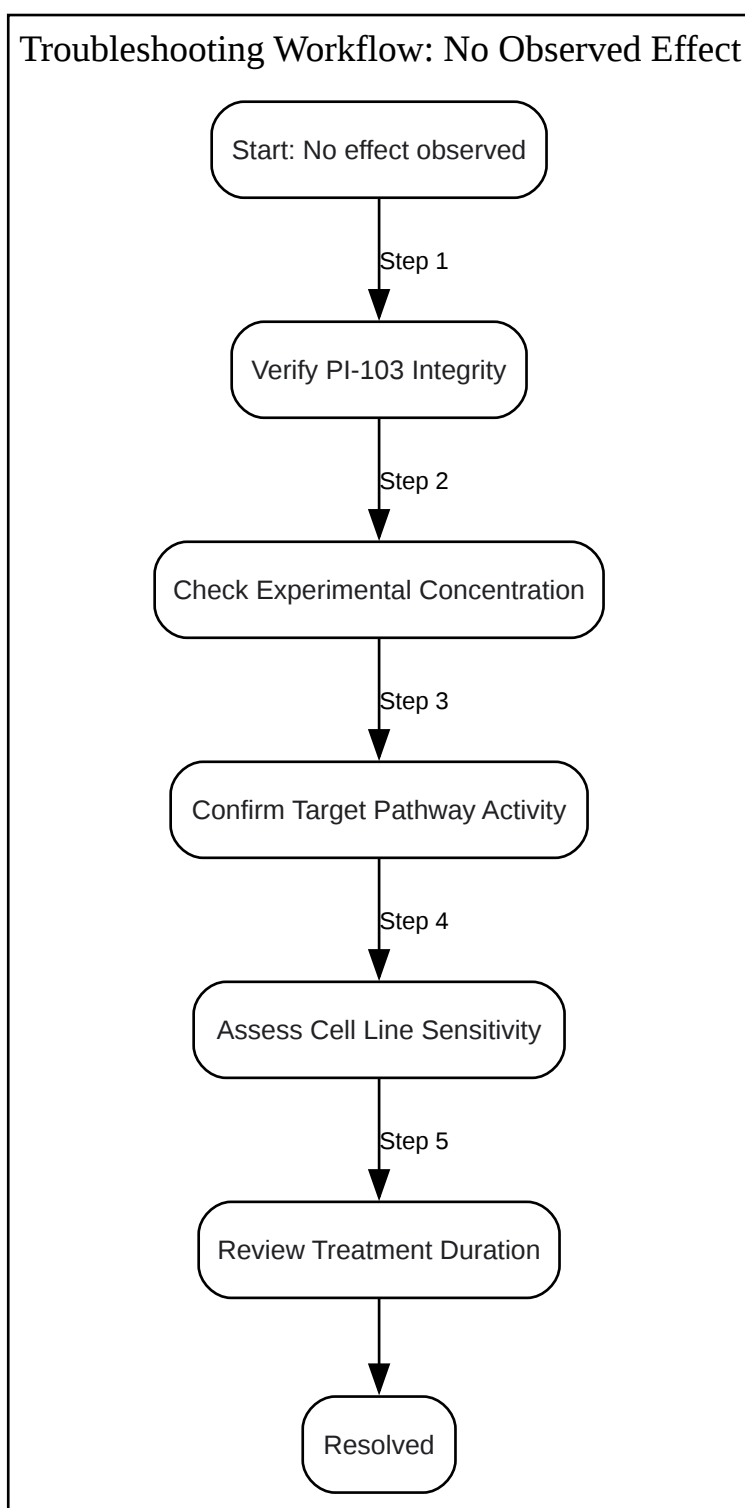 Troubleshooting Workflow: No Observed Effect
Start: No effect observed
Step 1
Verify PI-103 Integrity
Step 2
Check Experimental Concentration
Step 3
Confirm Target Pathway Activity
Step 4
Assess Cell Line Sensitivity
Step 5
Review Treatment Duration
Resolved